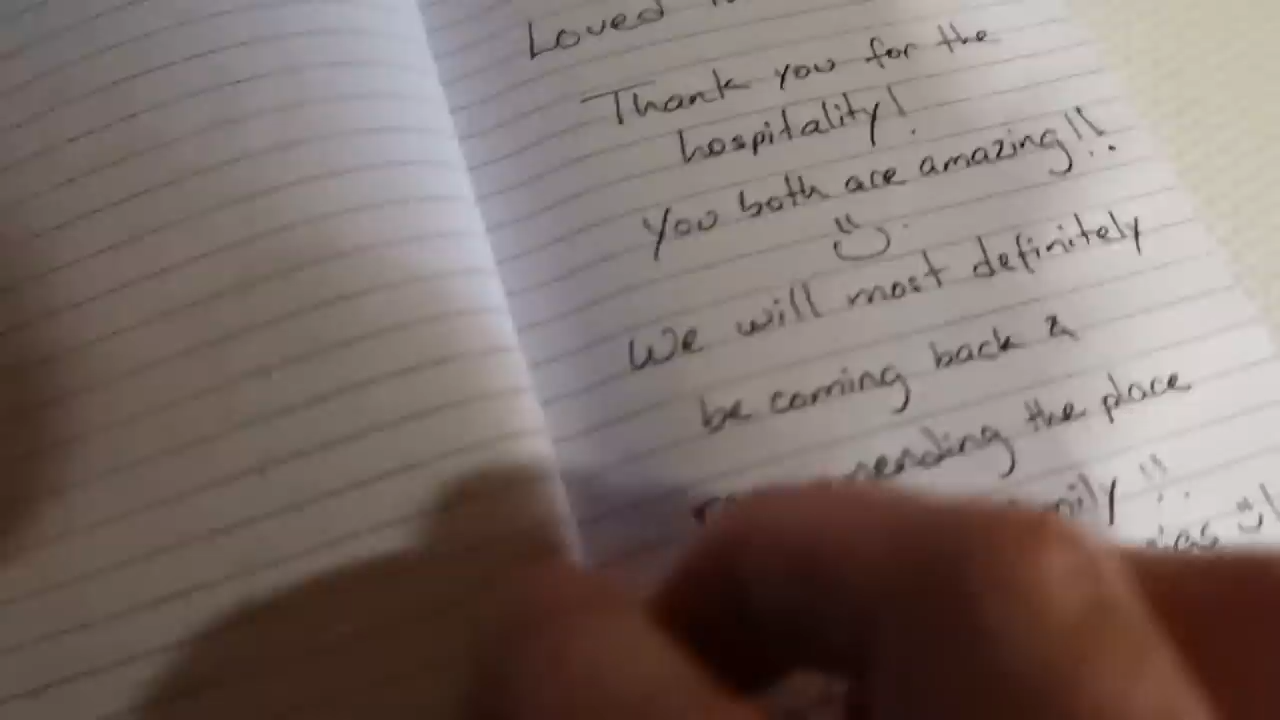 Loved
Thank you for the
hospitality!
You both are amazing!!
We will most definitely
be coming back &
the place
!!